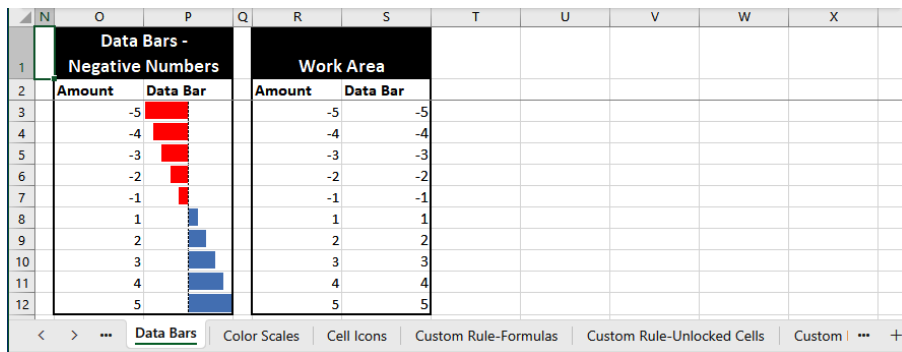 N O P Q R S T U V W X
Data Bars -
1 Negative Numbers Work Area
2 Amount Data Bar Amount Data Bar
3 -5 -5 -5
4 -4 -4 -4
5 -3 -3 -3
6 -2 -2 -2
7 -1 -1 -1
8 1 1 1
9 2 2 2
10 3 3 3
11 4 4 4
12 5 5 5
< > ••• Data Bars Color Scales Cell Icons Custom Rule-Formulas Custom Rule-Unlocked Cells Custom ••• +